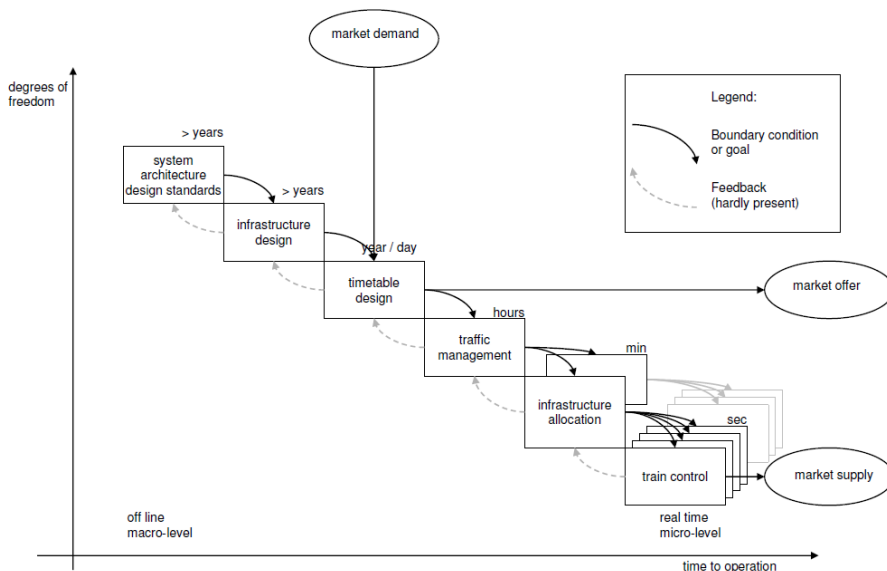 market demand
degrees of
freedom
Legend:
> years
Boundary condition
or goal
system
architecture
design standards
> years
Feedback
(hardly present)
infrastructure
design
year / day
timetable
design
market offer
hours
traffic
management
min
infrastructure
allocation
sec
train control
market supply
off line
macro-level
real time
micro-level
time to operation